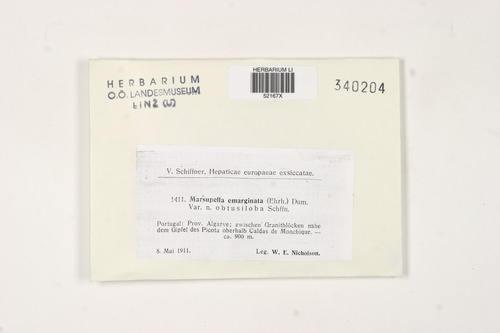 HERBARIUM
O.Ö. LANDESMUSEUM
LINZ (LI)
HERBARIUM LI
52167X
340204
V. Schiffner, Hepaticae europaeae exsiccatae.
1411. Marsupella emarginata (Ehrh.) Dum.
Var. n. obtusiloba Schffn.
Portugal: Prov. Algarve; zwischen Granitblöcken nahe
dem Gipfel des Picota oberhalb Caldas de Monchique. —
ca. 900 m.
8. Mai 1911.
Leg. W. E. Nicholson.